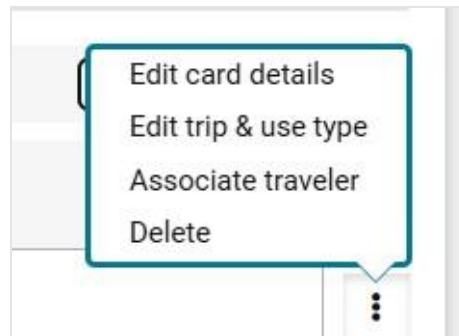 Edit card details
Edit trip & use type
Associate traveler
Delete